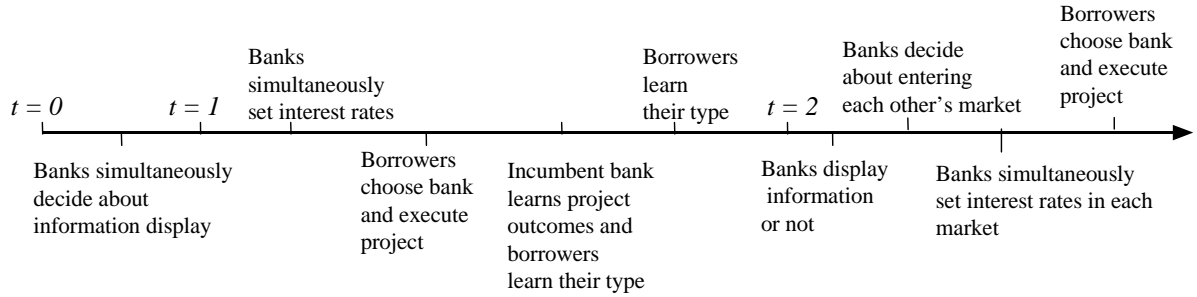 Borrowers
choose bank
and execute
project
Banks decide
about entering
each other's market
Borrowers
learn
their type
Banks
simultaneously
set interest rates
t = 0
t = 1
t = 2
Banks simultaneously
decide about
information display
Borrowers
choose bank
and execute
project
Incumbent bank
learns project
outcomes and
borrowers
learn their type
Banks display
information
or not
Banks simultaneously
set interest rates in each
market